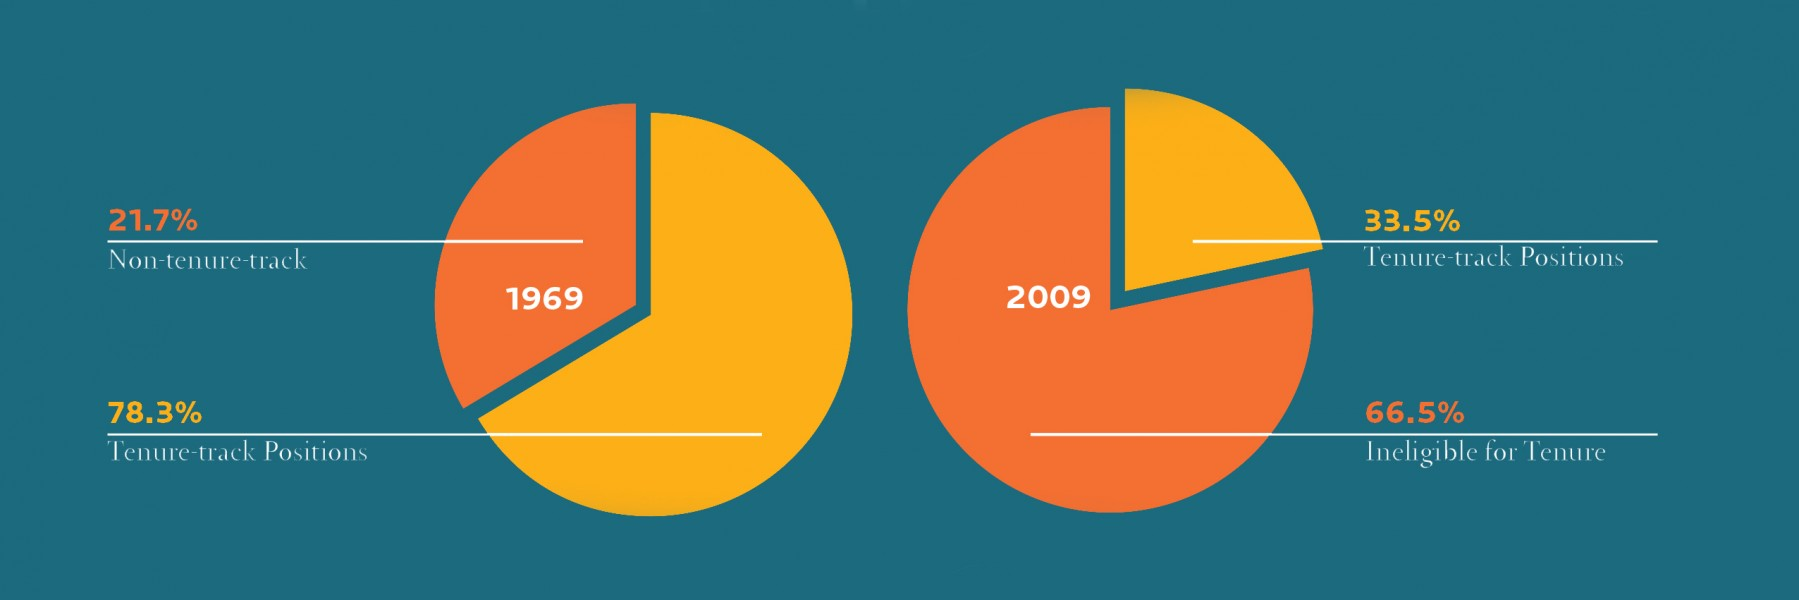 21.7%
Non-tenure-track
1969
78.3%
Tenure-track Positions
33.5%
Tenure-track Positions
2009
66.5%
Ineligible for Tenure